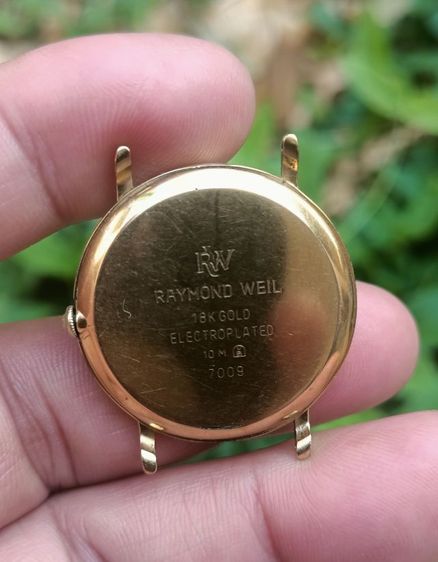 RW
RAYMOND WEIL
18K GOLD
ELECTROPLATED
10 M.
7009